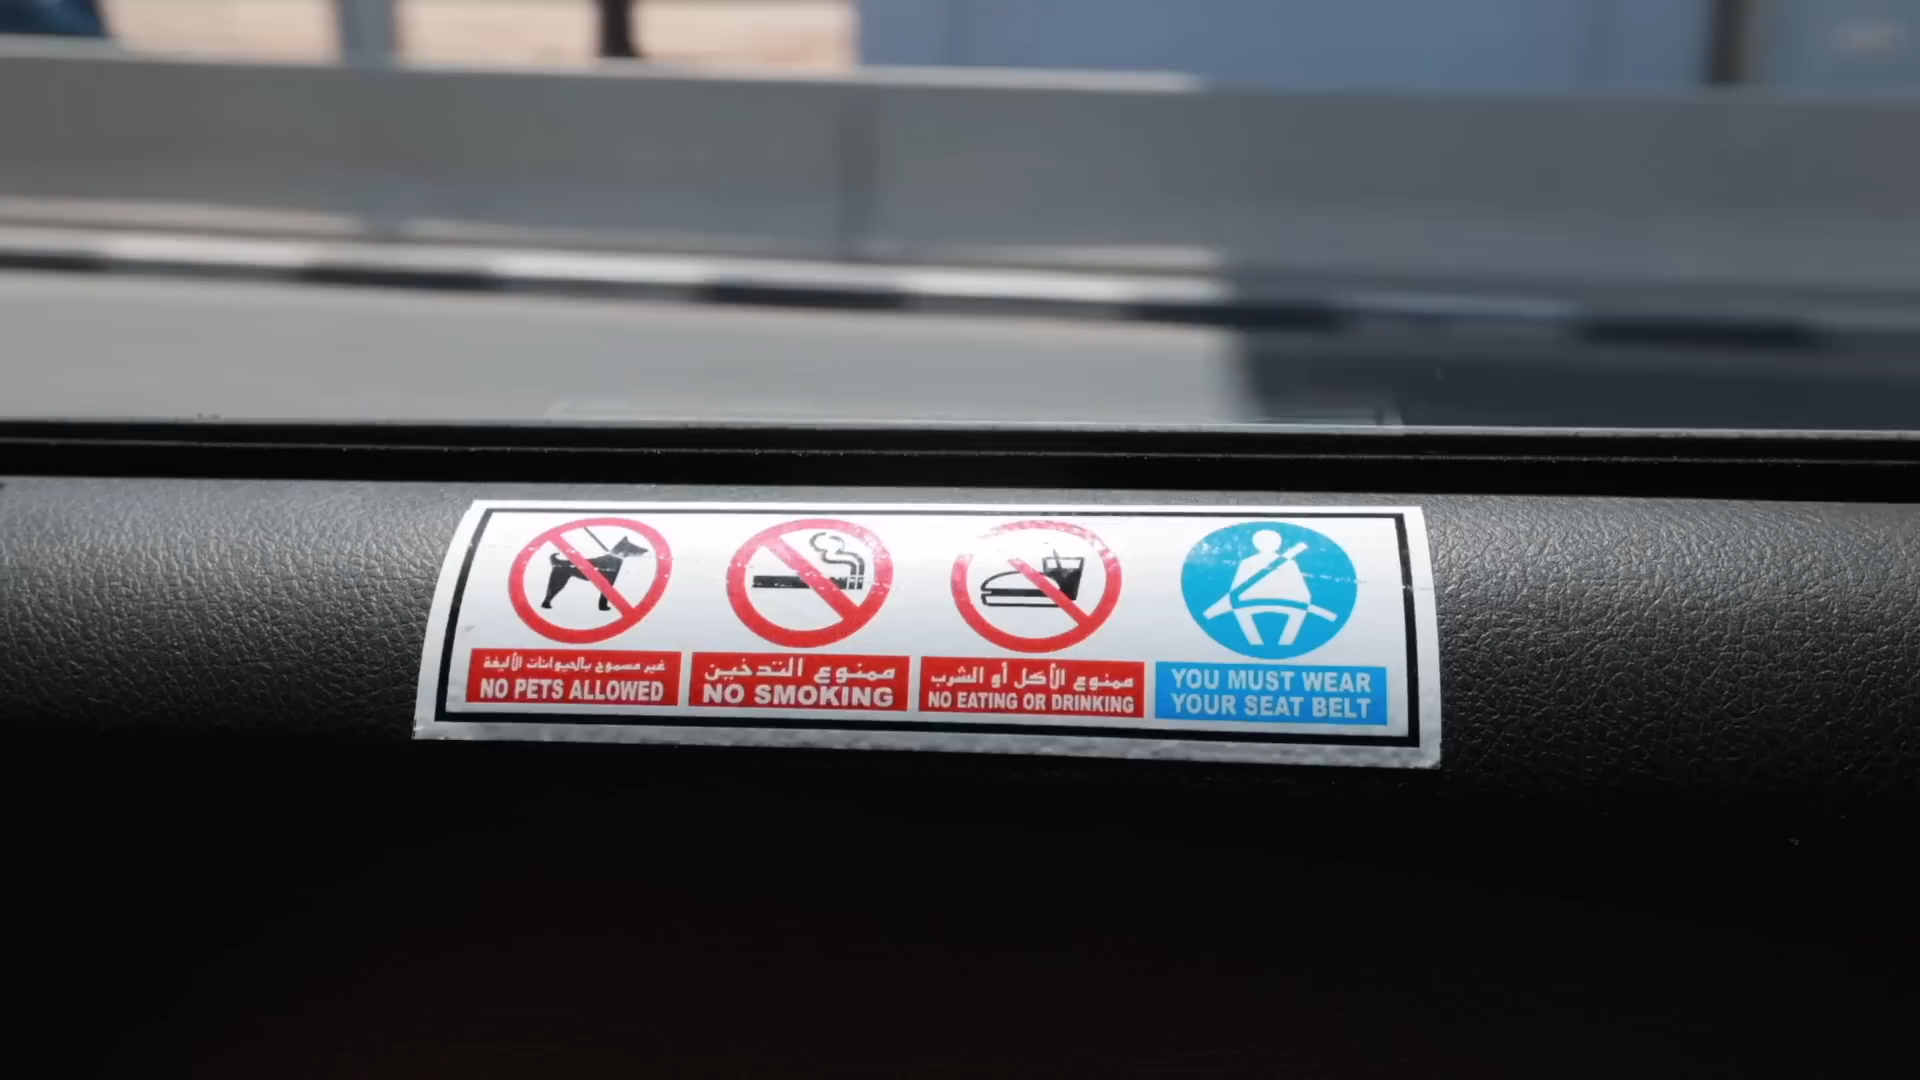 غير مسموح بالحيوانات الأليفة
NO PETS ALLOWED
ممنوع التدخين
NO SMOKING
ممنوع الأكل أو الشرب
NO EATING OR DRINKING
YOU MUST WEAR
YOUR SEAT BELT